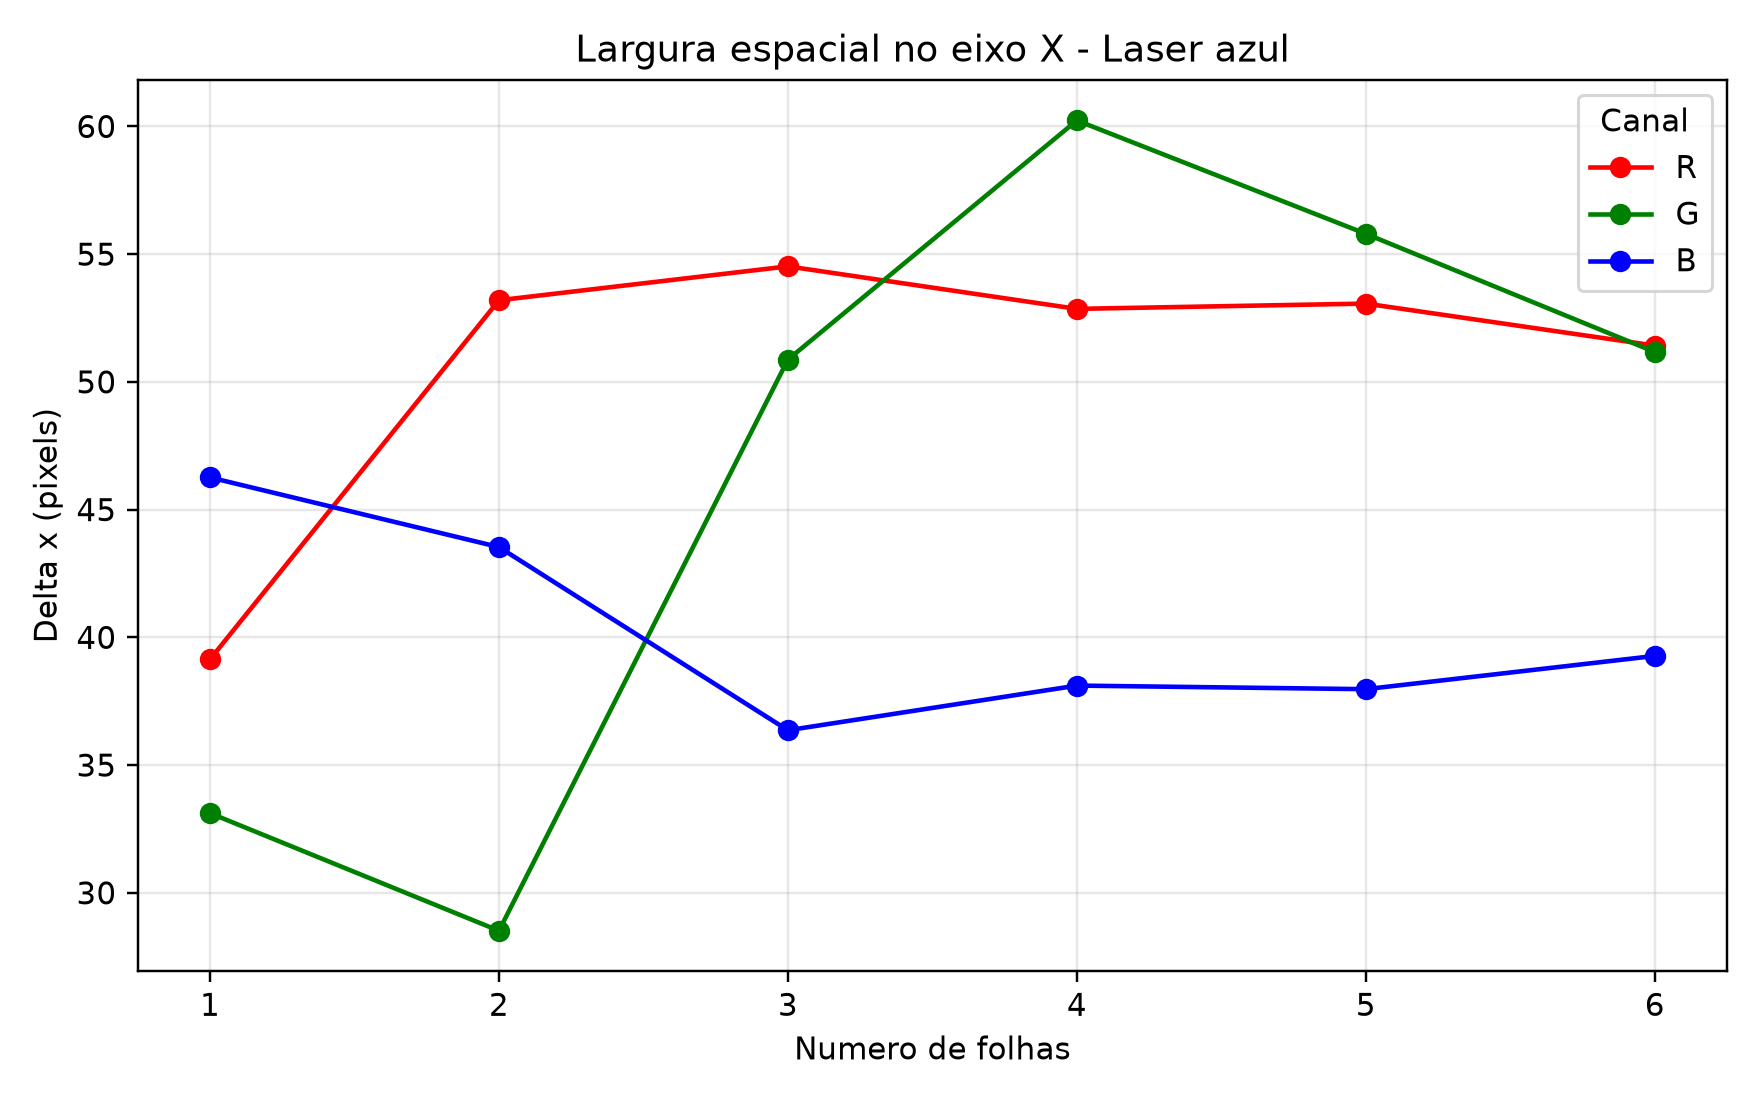 Largura espacial no eixo X - Laser azul
Canal
R
G
B
60
55
50
45
40
35
30
Delta x (pixels)
1 2 3 4 5 6
Numero de folhas